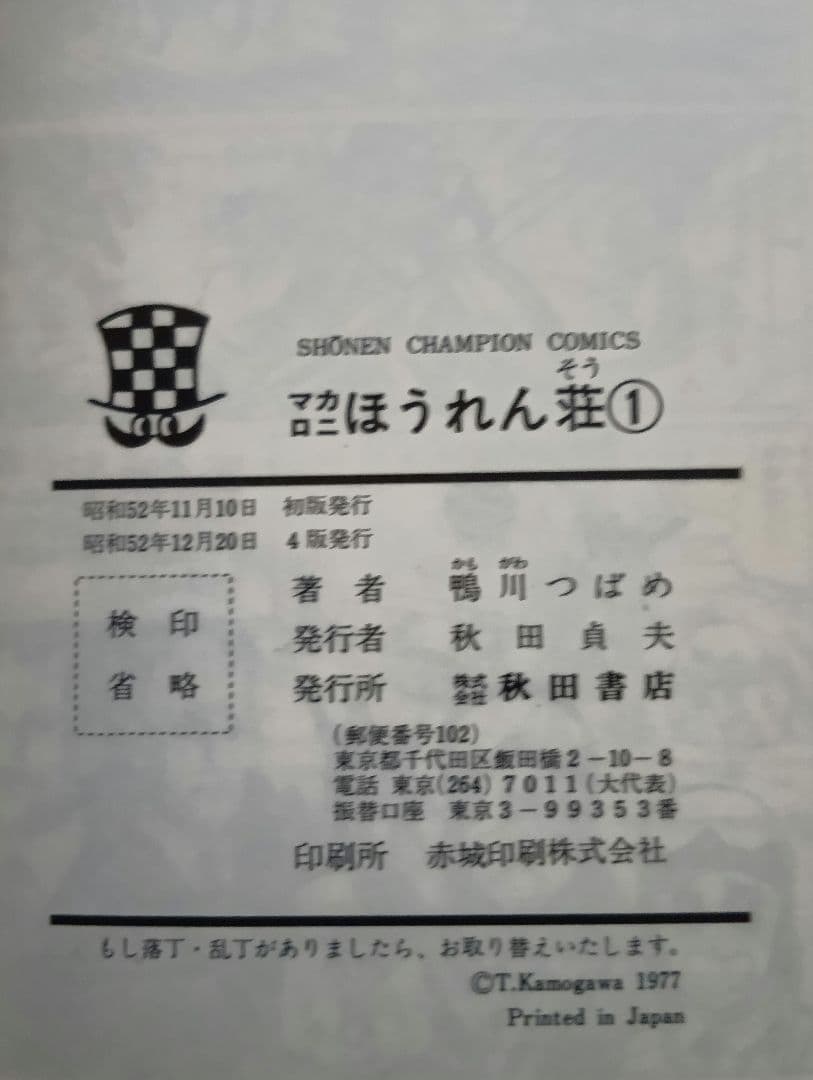 SHŌNEN CHAMPION COMICS
そう
マカロニほうれん荘①
昭和52年11月10日 初版発行
昭和52年12月20日 4版発行
検印
省略
かも がわ
著者 鴨川つばめ
発行者 秋田貞夫
発行所 株式会社 秋田書店
(郵便番号102)
東京都千代田区飯田橋2-10-8
電話 東京(264)7011(大代表)
振替口座 東京3-99353番
印刷所 赤城印刷株式会社
もし落丁・乱丁がありましたら、お取り替えいたします。
©T.Kamogawa 1977
Printed in Japan